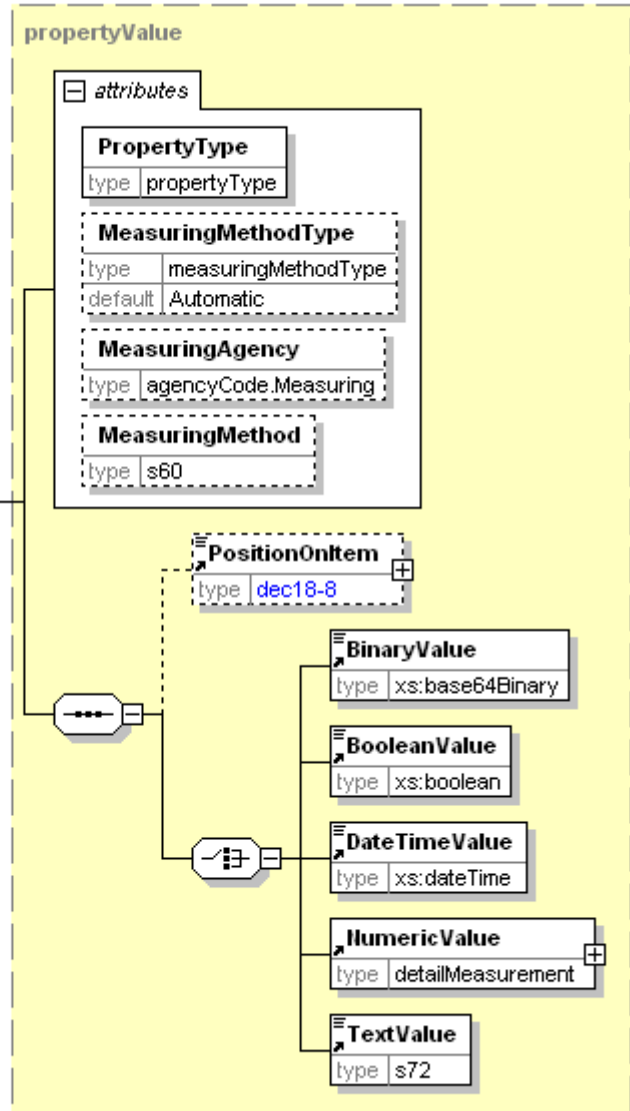 propertyValue
attributes
PropertyType
type propertyType
MeasuringMethodType
type measuringMethodType
default Automatic
MeasuringAgency
type agencyCode.Measuring
MeasuringMethod
type s60
PositionOnItem
type dec18-8
BinaryValue
type xs:base64Binary
BooleanValue
type xs:boolean
DateTimeValue
type xs:dateTime
NumericValue
type detailMeasurement
TextValue
type s72